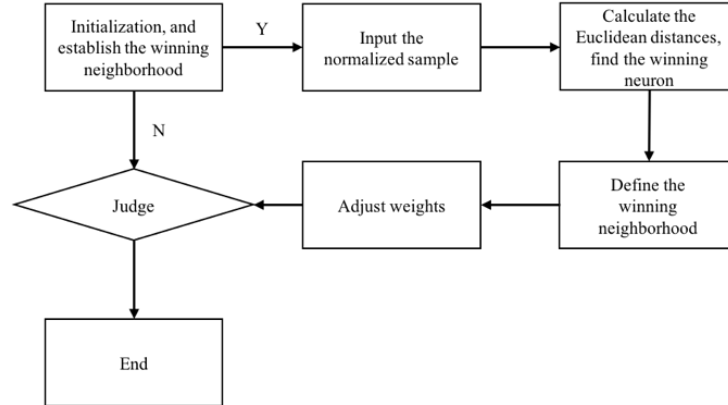 Initialization, and
establish the winning
neighborhood
Y
Input the
normalized sample
Calculate the
Euclidean distances,
find the winning
neuron
N
Judge
Adjust weights
Define the
winning
neighborhood
End